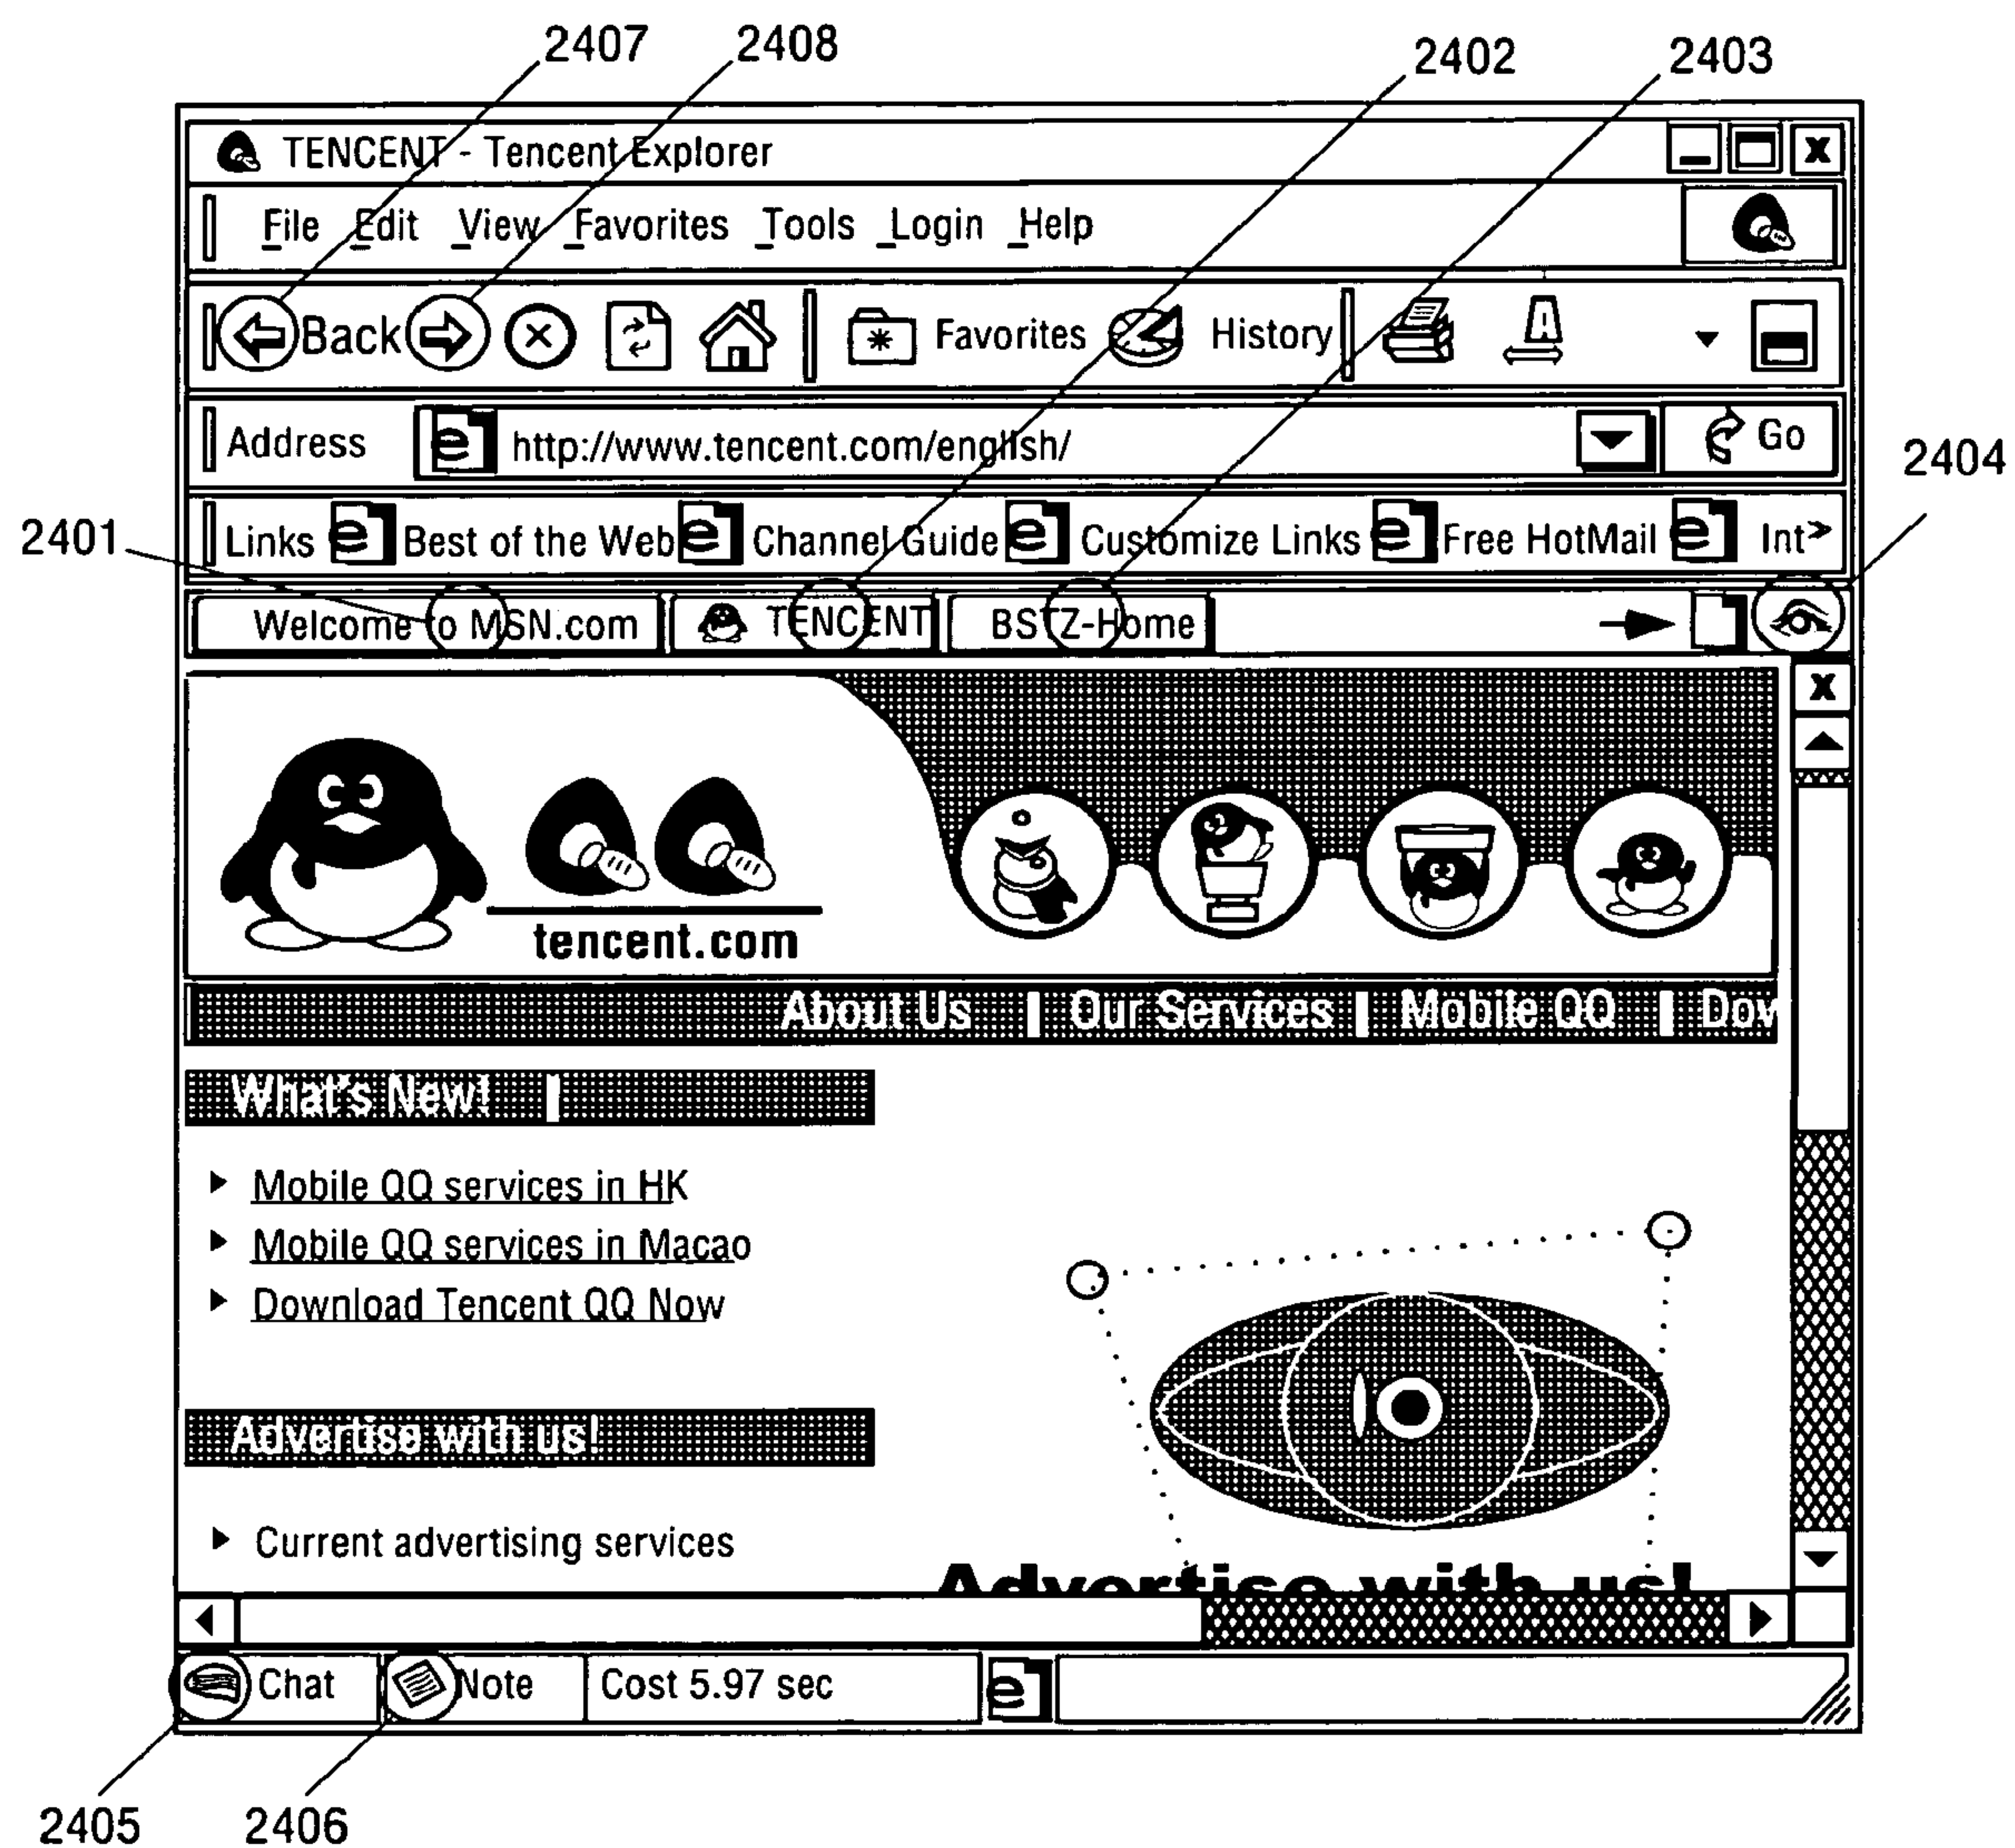 2407 2408 2402 2403
TENCENT - Tencent Explorer
File Edit View Favorites Tools Login Help
Back Favorites History
Address http://www.tencent.com/english/ Go
2404
2401
Links Best of the Web Channel Guide Customize Links Free HotMail Int>
Welcome to MSN.com TENCENT BSTZ-Home
tencent.com
About Us | Our Services | Mobile QQ | Dow
What's New!
Mobile QQ services in HK
Mobile QQ services in Macao
Download Tencent QQ Now
Advertise with us!
Current advertising services
Advertise with us!
Chat Note Cost 5.97 sec
2405 2406